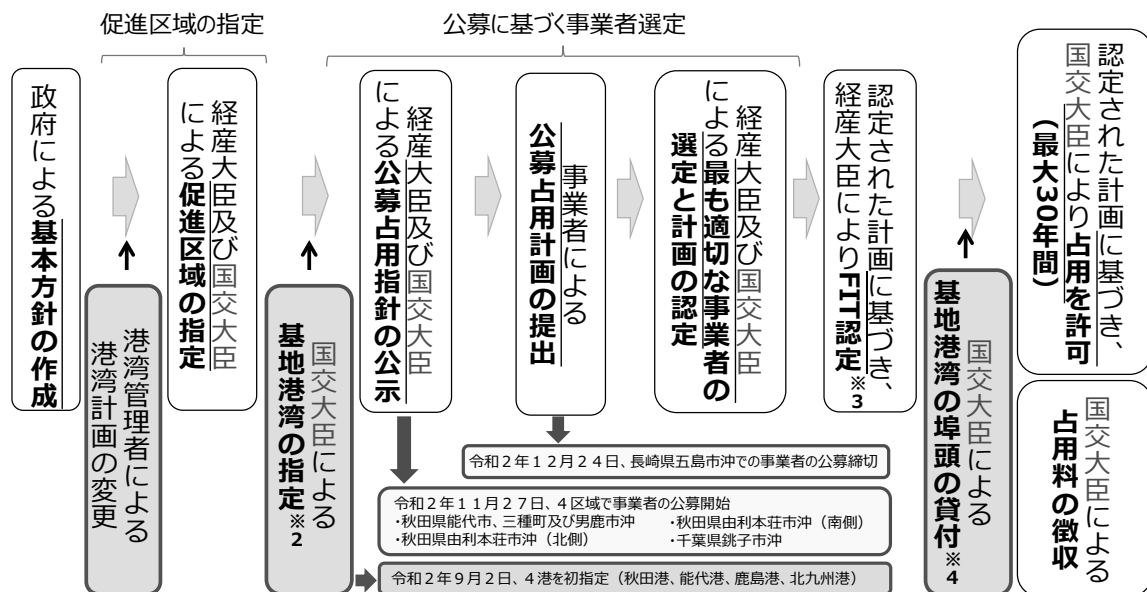 促進区域の指定
公募に基づく事業者選定
政府による基本方針の作成
港湾管理者による
港湾計画の変更
経産大臣及び国交大臣
による促進区域の指定
国交大臣による
基地港湾の指定※2
経産大臣及び国交大臣
による公募占用指針の公示
事業者による
公募占用計画の提出
経産大臣及び国交大臣
による最も適切な事業者の
選定と計画の認定
認定された計画に基づき、
経産大臣によりFIT認定※3
国交大臣による
基地港湾の埠頭の貸付※4
認定された計画に基づき、
国交大臣により占用を許可
(最大30年間)
国交大臣による
占用料の徴収
令和2年12月24日、長崎県五島市沖での事業者の公募締切
令和2年11月27日、4区域で事業者の公募開始
・秋田県能代市、三種町及び男鹿市沖 ・秋田県由利本荘市沖（南側）
・秋田県由利本荘市沖（北側） ・千葉県銚子市沖
令和2年9月2日、4港を初指定（秋田港、能代港、鹿島港、北九州港）